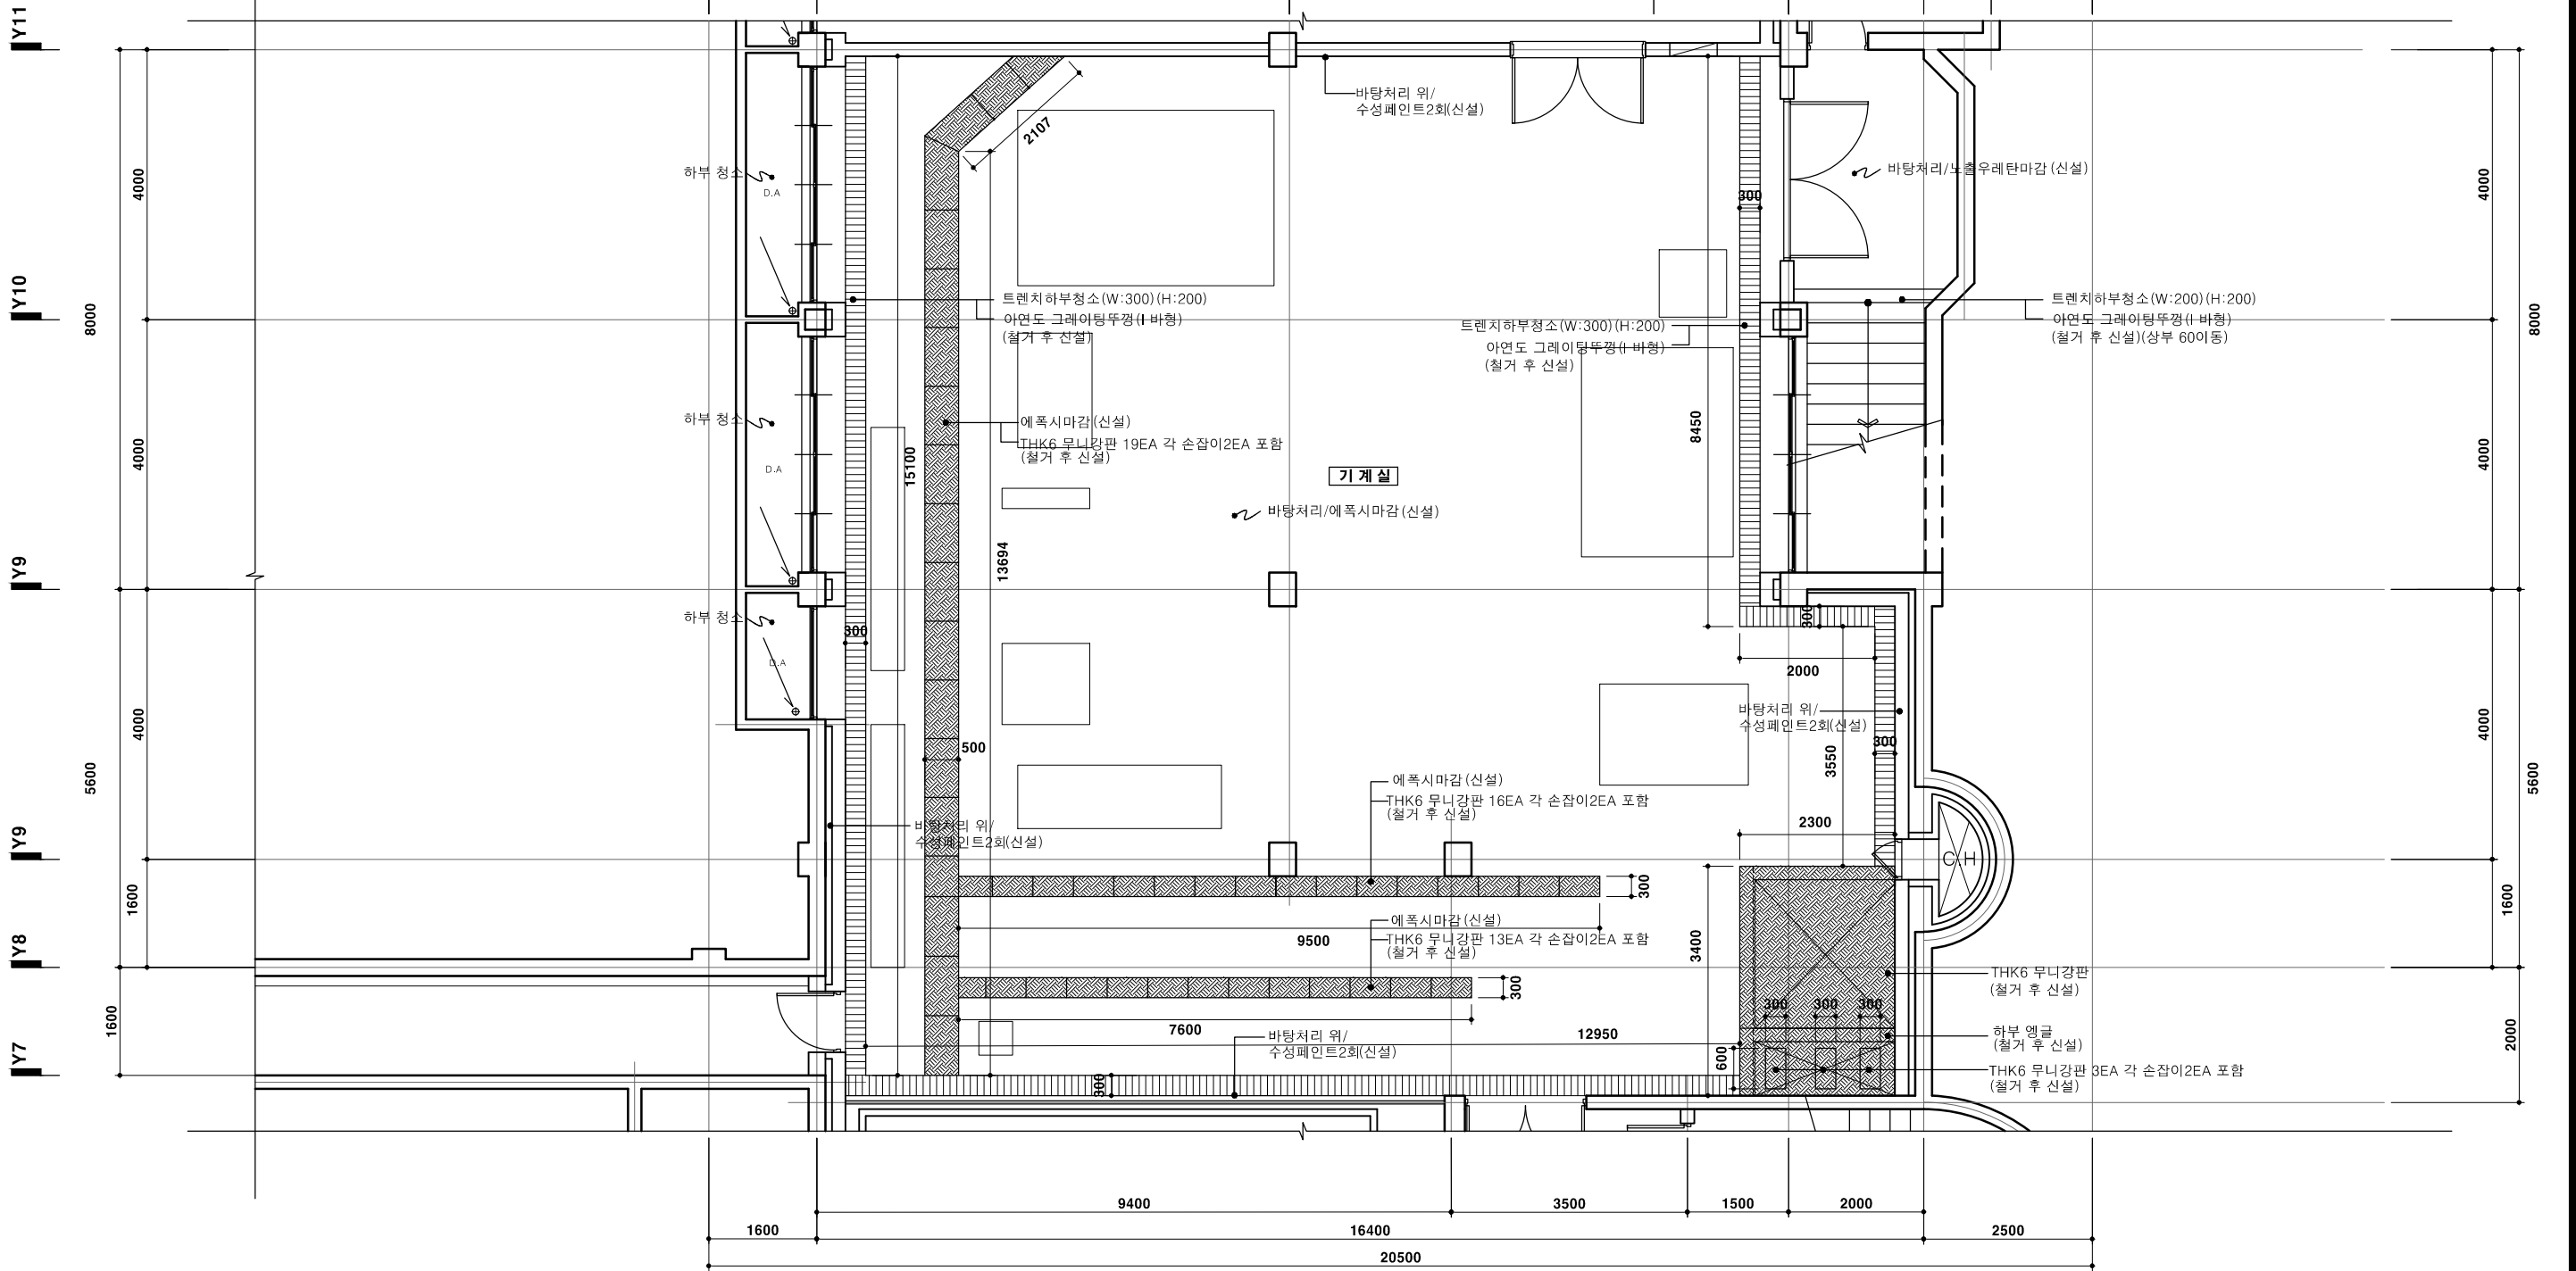 Y11
Y10
Y9
Y9
Y8
Y7
4000
8000
4000
4000
5600
1600
1600
하부 청소
D.A
하부 청소
D.A
하부 청소
D.A
2107
바탕처리 위/
수성페인트2회(신설)
300
바탕처리/노출우레탄마감(신설)
트렌치하부청소(W:300)(H:200)
아연도 그레이팅뚜껑(I 바형)
(철거 후 신설)
트렌치하부청소(W:300)(H:200)
아연도 그레이팅뚜껑(I 바형)
(철거 후 신설)
트렌치하부청소(W:200)(H:200)
아연도 그레이팅뚜껑(I 바형)
(철거 후 신설)(상부 60이동)
에폭시마감(신설)
THK6 무늬강판 19EA 각 손잡이2EA 포함
(철거 후 신설)
15100
8450
기계실
바탕처리/에폭시마감(신설)
13694
300
300
2000
500
바탕처리 위/
수성페인트2회(신설)
300
3550
에폭시마감(신설)
THK6 무늬강판 16EA 각 손잡이2EA 포함
(철거 후 신설)
바탕처리 위/
수성페인트2회(신설)
2300
C H
300
에폭시마감(신설)
THK6 무늬강판 13EA 각 손잡이2EA 포함
(철거 후 신설)
9500
3400
THK6 무늬강판
(철거 후 신설)
300
300
300
300
7600
12950
바탕처리 위/
수성페인트2회(신설)
하부 엥글
(철거 후 신설)
600
THK6 무늬강판 3EA 각 손잡이2EA 포함
(철거 후 신설)
300
4000
8000
4000
4000
5600
1600
2000
9400
3500
1500
2000
1600
16400
2500
20500